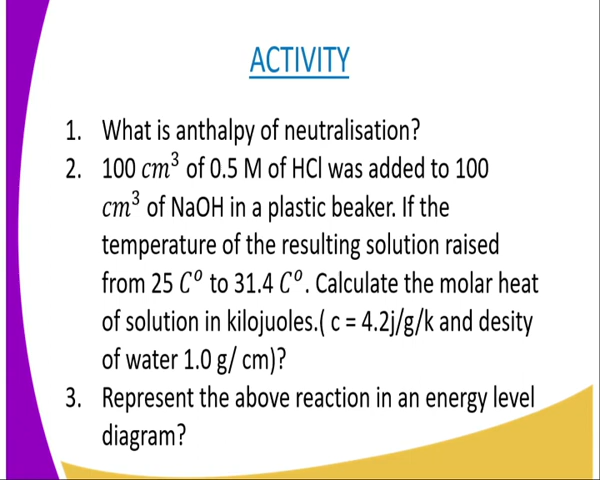 ACTIVITY
1. What is anthalpy of neutralisation?
2. 100 cm³ of 0.5 M of HCl was added to 100
cm³ of NaOH in a plastic beaker. If the
temperature of the resulting solution raised
from 25 C⁰ to 31.4 C⁰. Calculate the molar heat
of solution in kilojuoles.( c = 4.2j/g/k and desity
of water 1.0 g/ cm)?
3. Represent the above reaction in an energy level
diagram?